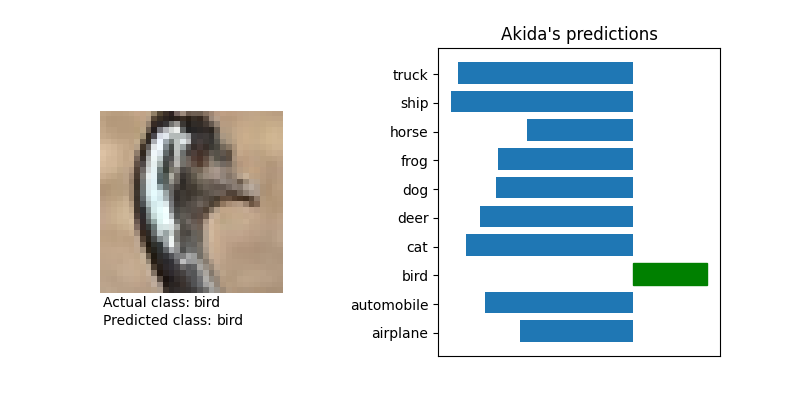 Akida's predictions
truck
ship
horse
frog
dog
deer
cat
bird
automobile
airplane
Actual class: bird
Predicted class: bird